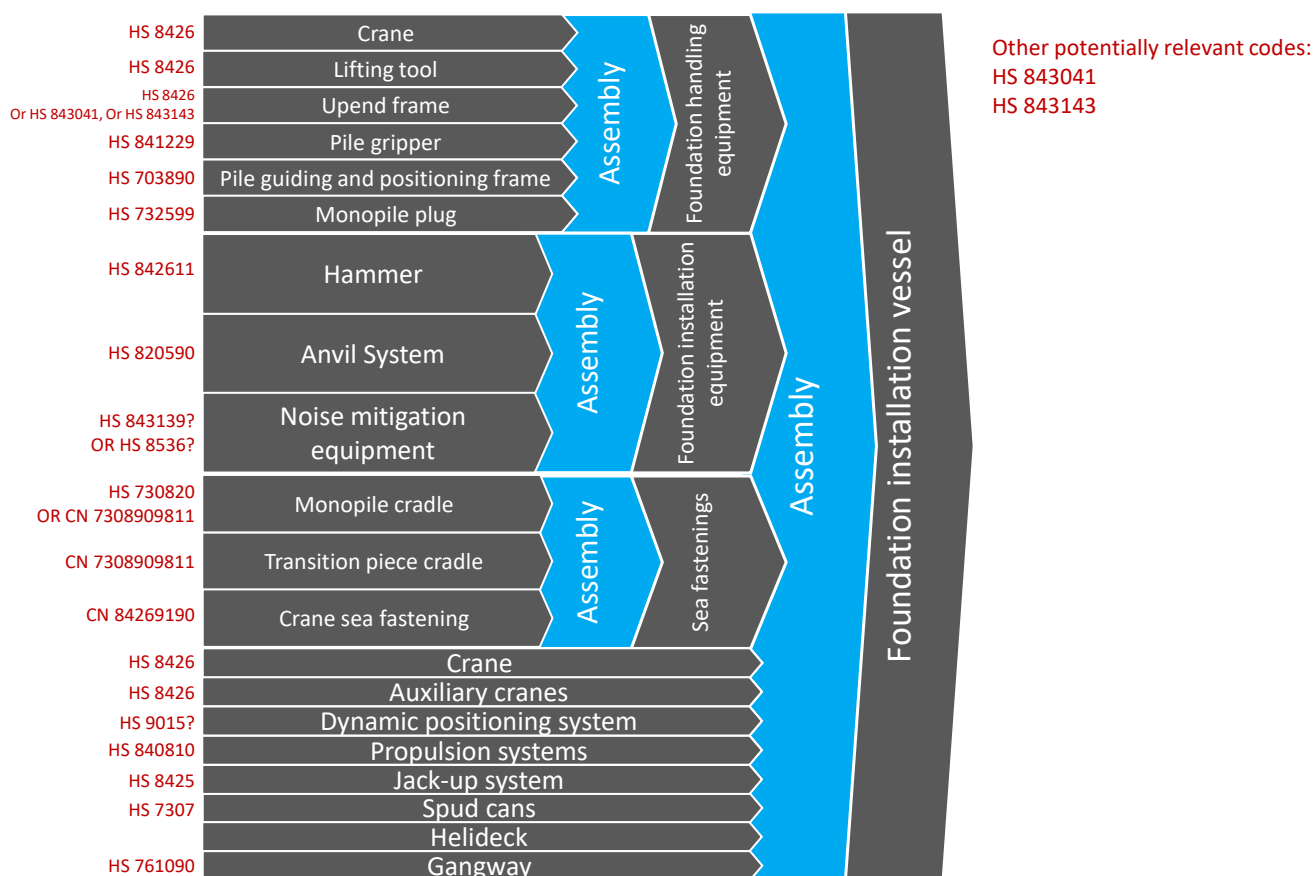 HS 8426
Crane
HS 8426
Lifting tool
HS 8426
Or HS 843041, Or HS 843143
Upend frame
HS 841229
Pile gripper
HS 703890
Pile guiding and positioning frame
HS 732599
Monopile plug
Assembly
Foundation handling
equipment
HS 842611
Hammer
HS 820590
Anvil System
HS 843139?
OR HS 8536?
Noise mitigation
equipment
Assembly
Foundation installation
equipment
HS 730820
OR CN 7308909811
Monopile cradle
CN 7308909811
Transition piece cradle
CN 84269190
Crane sea fastening
Assembly
Sea fastenings
HS 8426
Crane
HS 8426
Auxiliary cranes
HS 9015?
Dynamic positioning system
HS 840810
Propulsion systems
HS 8425
Jack-up system
HS 7307
Spud cans
Helideck
HS 761090
Gangway
Assembly
Foundation installation vessel
Other potentially relevant codes:
HS 843041
HS 843143